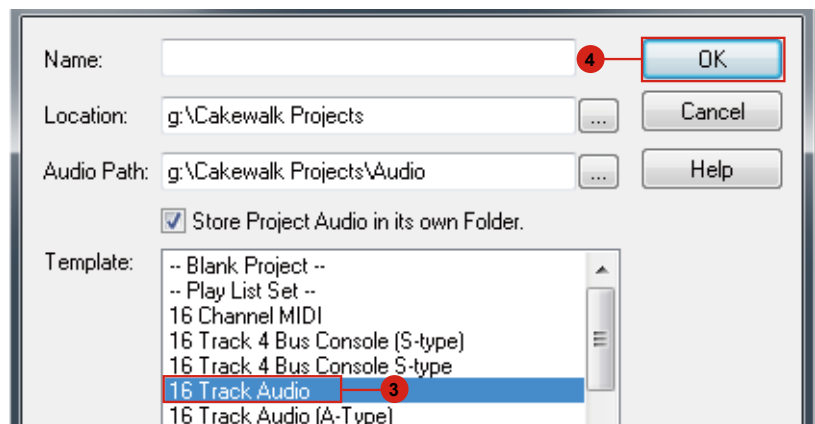 Name:
4
OK
Location:
g:\Cakewalk Projects
...
Cancel
Audio Path:
g:\Cakewalk Projects\Audio
...
Help
Store Project Audio in its own Folder.
Template:
-- Blank Project --
-- Play List Set --
16 Channel MIDI
16 Track 4 Bus Console (S-type)
16 Track 4 Bus Console S-type
16 Track Audio
3
16 Track Audio (A-Type)